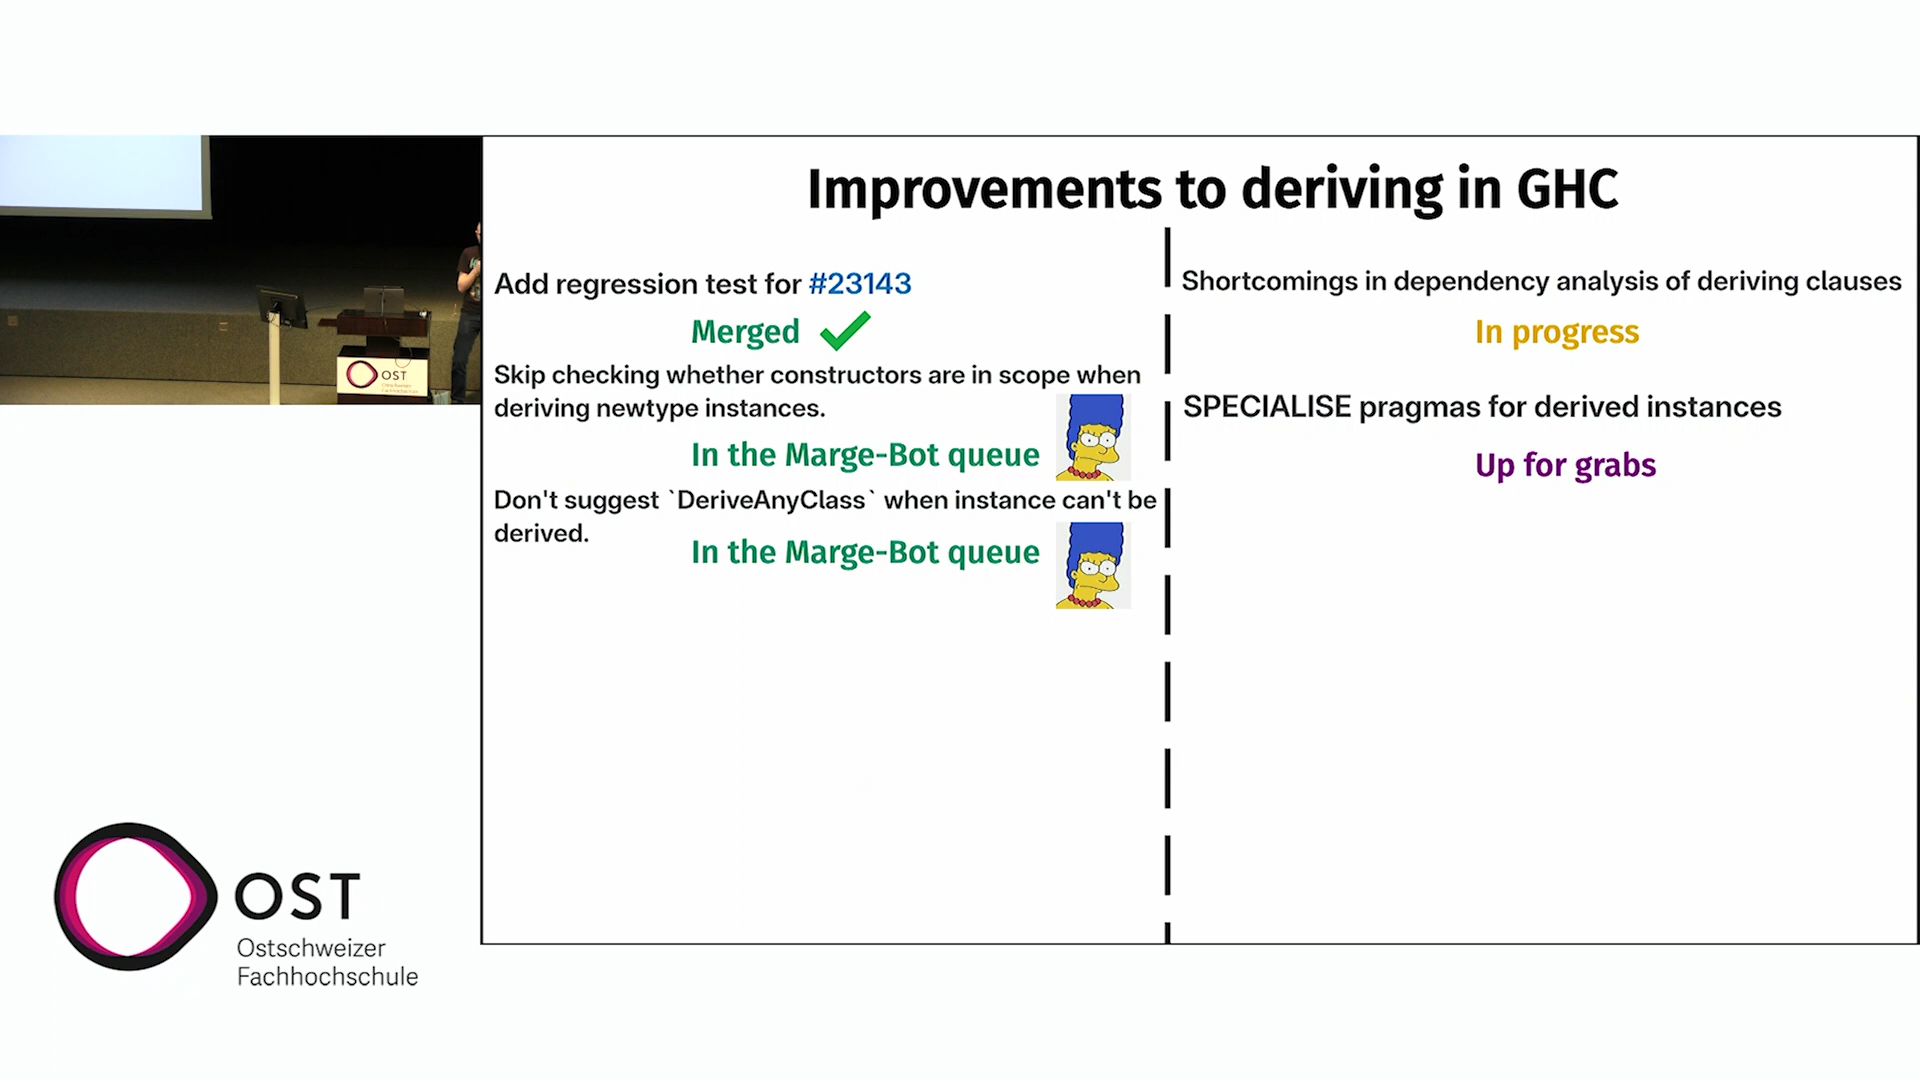 Improvements to deriving in GHC
Add regression test for #23143
Merged
Skip checking whether constructors are in scope when
deriving newtype instances.
In the Marge-Bot queue
Don't suggest `DeriveAnyClass` when instance can't be
derived.
In the Marge-Bot queue
Shortcomings in dependency analysis of deriving clauses
In progress
SPECIALISE pragmas for derived instances
Up for grabs
OST
OST
Ostschweizer
Fachhochschule